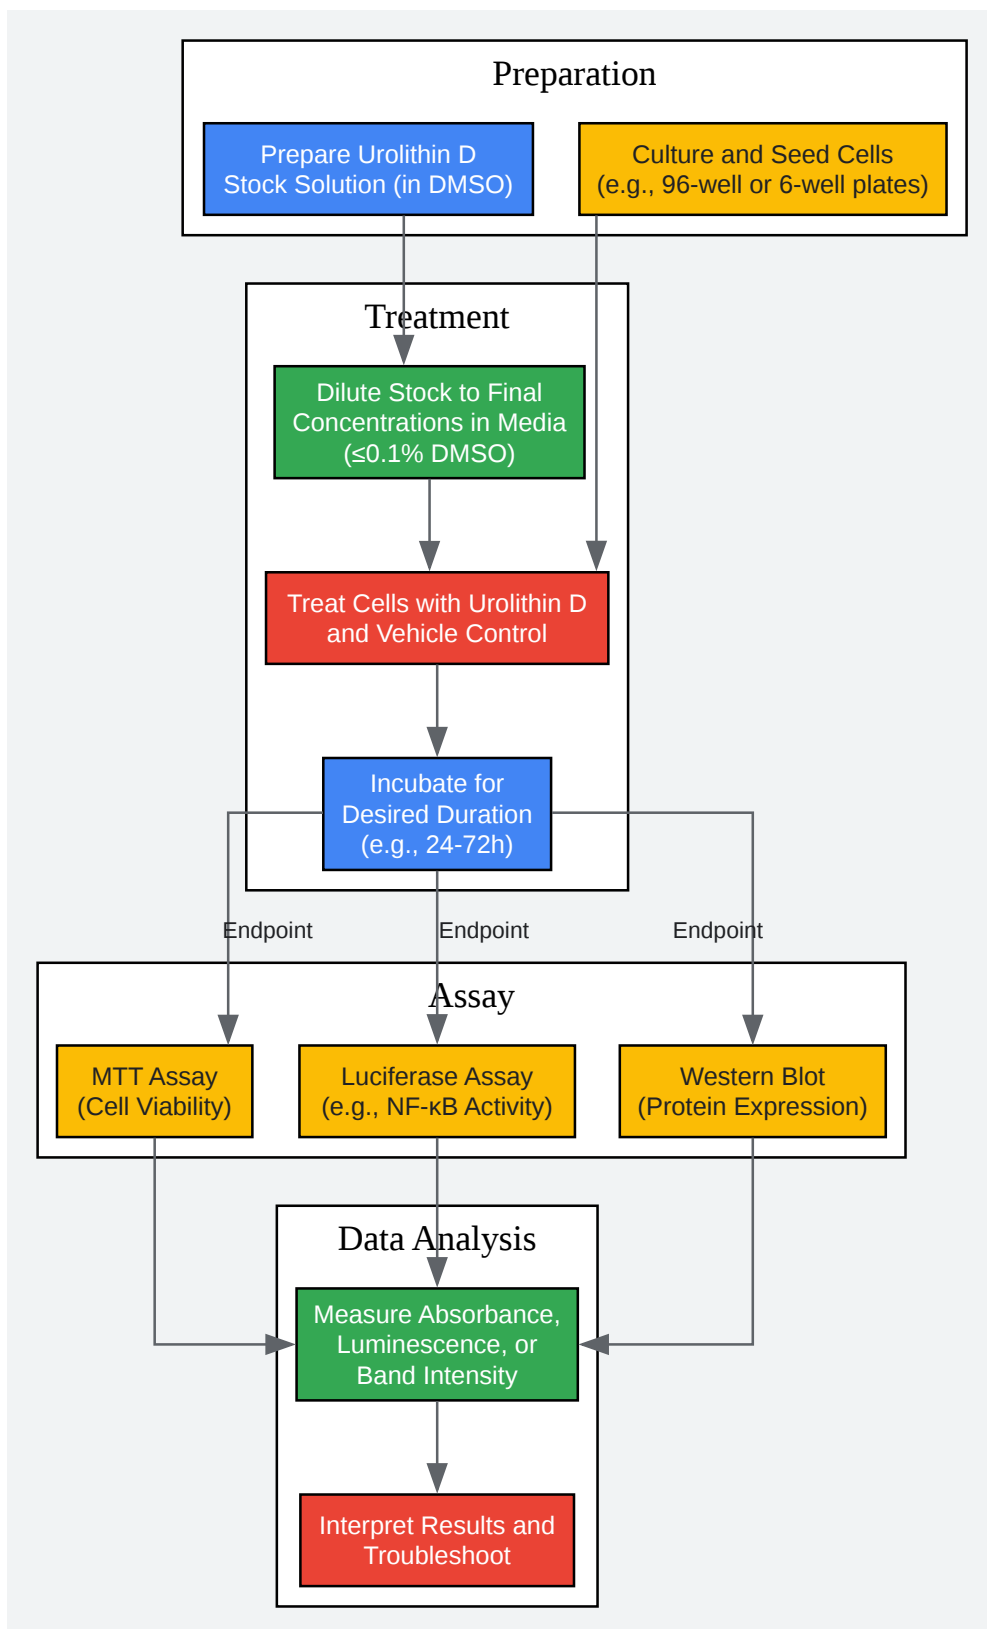 Preparation
Prepare Urolithin D
Stock Solution (in DMSO)
Culture and Seed Cells
(e.g., 96-well or 6-well plates)
Treatment
Dilute Stock to Final
Concentrations in Media
(≤0.1% DMSO)
Treat Cells with Urolithin D
and Vehicle Control
Incubate for
Desired Duration
(e.g., 24-72h)
Endpoint
Endpoint
Endpoint
Assay
MTT Assay
(Cell Viability)
Luciferase Assay
(e.g., NF-κB Activity)
Western Blot
(Protein Expression)
Data Analysis
Measure Absorbance,
Luminescence, or
Band Intensity
Interpret Results and
Troubleshoot